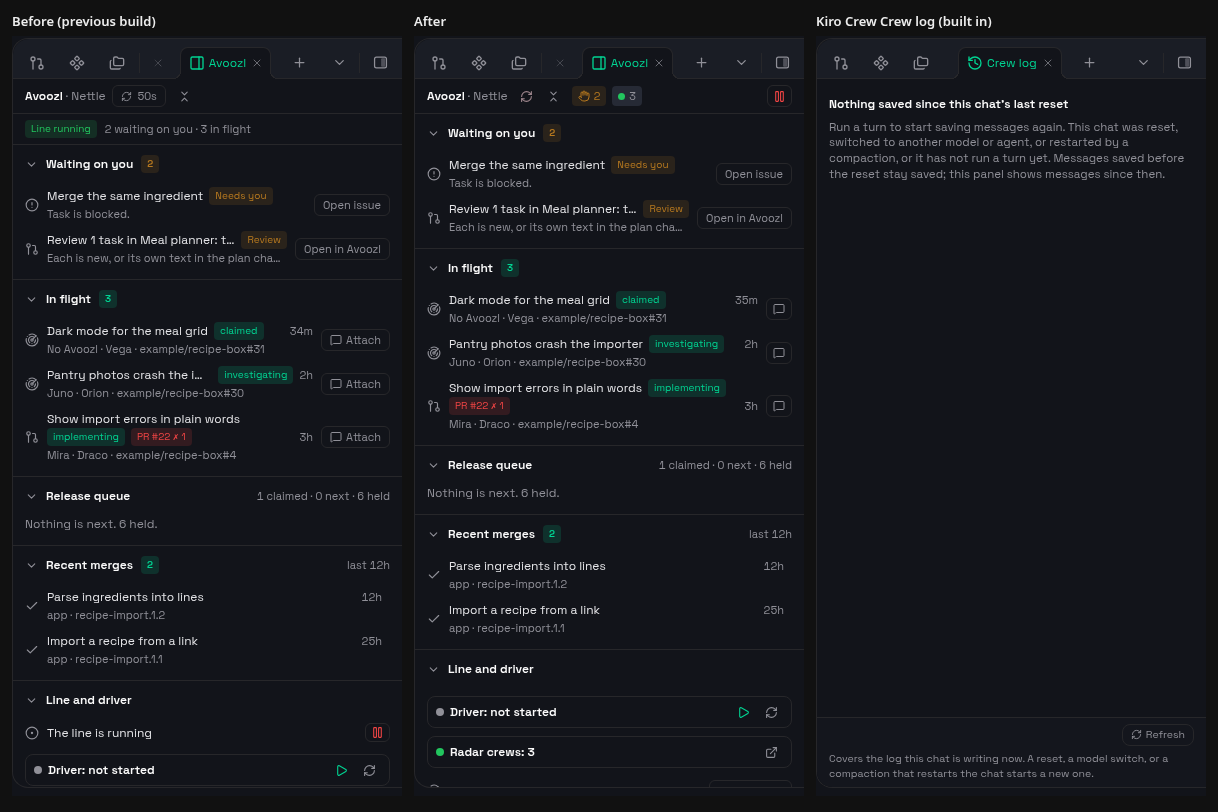 Before (previous build)
Avoozl
Avoozl · Nettle
50s
Line running
2 waiting on you · 3 in flight
Waiting on you 2
Merge the same ingredient Needs you
Task is blocked.
Open issue
Review 1 task in Meal planner: t... Review
Each is new, or its own text in the plan cha...
Open in Avoozl
In flight 3
Dark mode for the meal grid claimed 34m
No Avoozl · Vega · example/recipe-box#31
Attach
Pantry photos crash the i... investigating 2h
Juno · Orion · example/recipe-box#30
Attach
Show import errors in plain words
implementing PR #22 ✗ 1 3h
Mira · Draco · example/recipe-box#4
Attach
Release queue 1 claimed · 0 next · 6 held
Nothing is next. 6 held.
Recent merges 2 last 12h
Parse ingredients into lines 12h
app · recipe-import.1.2
Import a recipe from a link 25h
app · recipe-import.1.1
Line and driver
The line is running
Driver: not started
After
Avoozl
Avoozl · Nettle
2
3
Waiting on you 2
Merge the same ingredient Needs you
Task is blocked.
Open issue
Review 1 task in Meal planner: t... Review
Each is new, or its own text in the plan cha...
Open in Avoozl
In flight 3
Dark mode for the meal grid claimed 35m
No Avoozl · Vega · example/recipe-box#31
Pantry photos crash the importer investigating 2h
Juno · Orion · example/recipe-box#30
Show import errors in plain words implementing
PR #22 ✗ 1 3h
Mira · Draco · example/recipe-box#4
Release queue 1 claimed · 0 next · 6 held
Nothing is next. 6 held.
Recent merges 2 last 12h
Parse ingredients into lines 12h
app · recipe-import.1.2
Import a recipe from a link 25h
app · recipe-import.1.1
Line and driver
Driver: not started
Radar crews: 3
Kiro Crew Crew log (built in)
Crew log
Nothing saved since this chat's last reset
Run a turn to start saving messages again. This chat was reset,
switched to another model or agent, or restarted by a
compaction, or it has not run a turn yet. Messages saved before
the reset stay saved; this panel shows messages since then.
Refresh
Covers the log this chat is writing now. A reset, a model switch, or a
compaction that restarts the chat starts a new one.